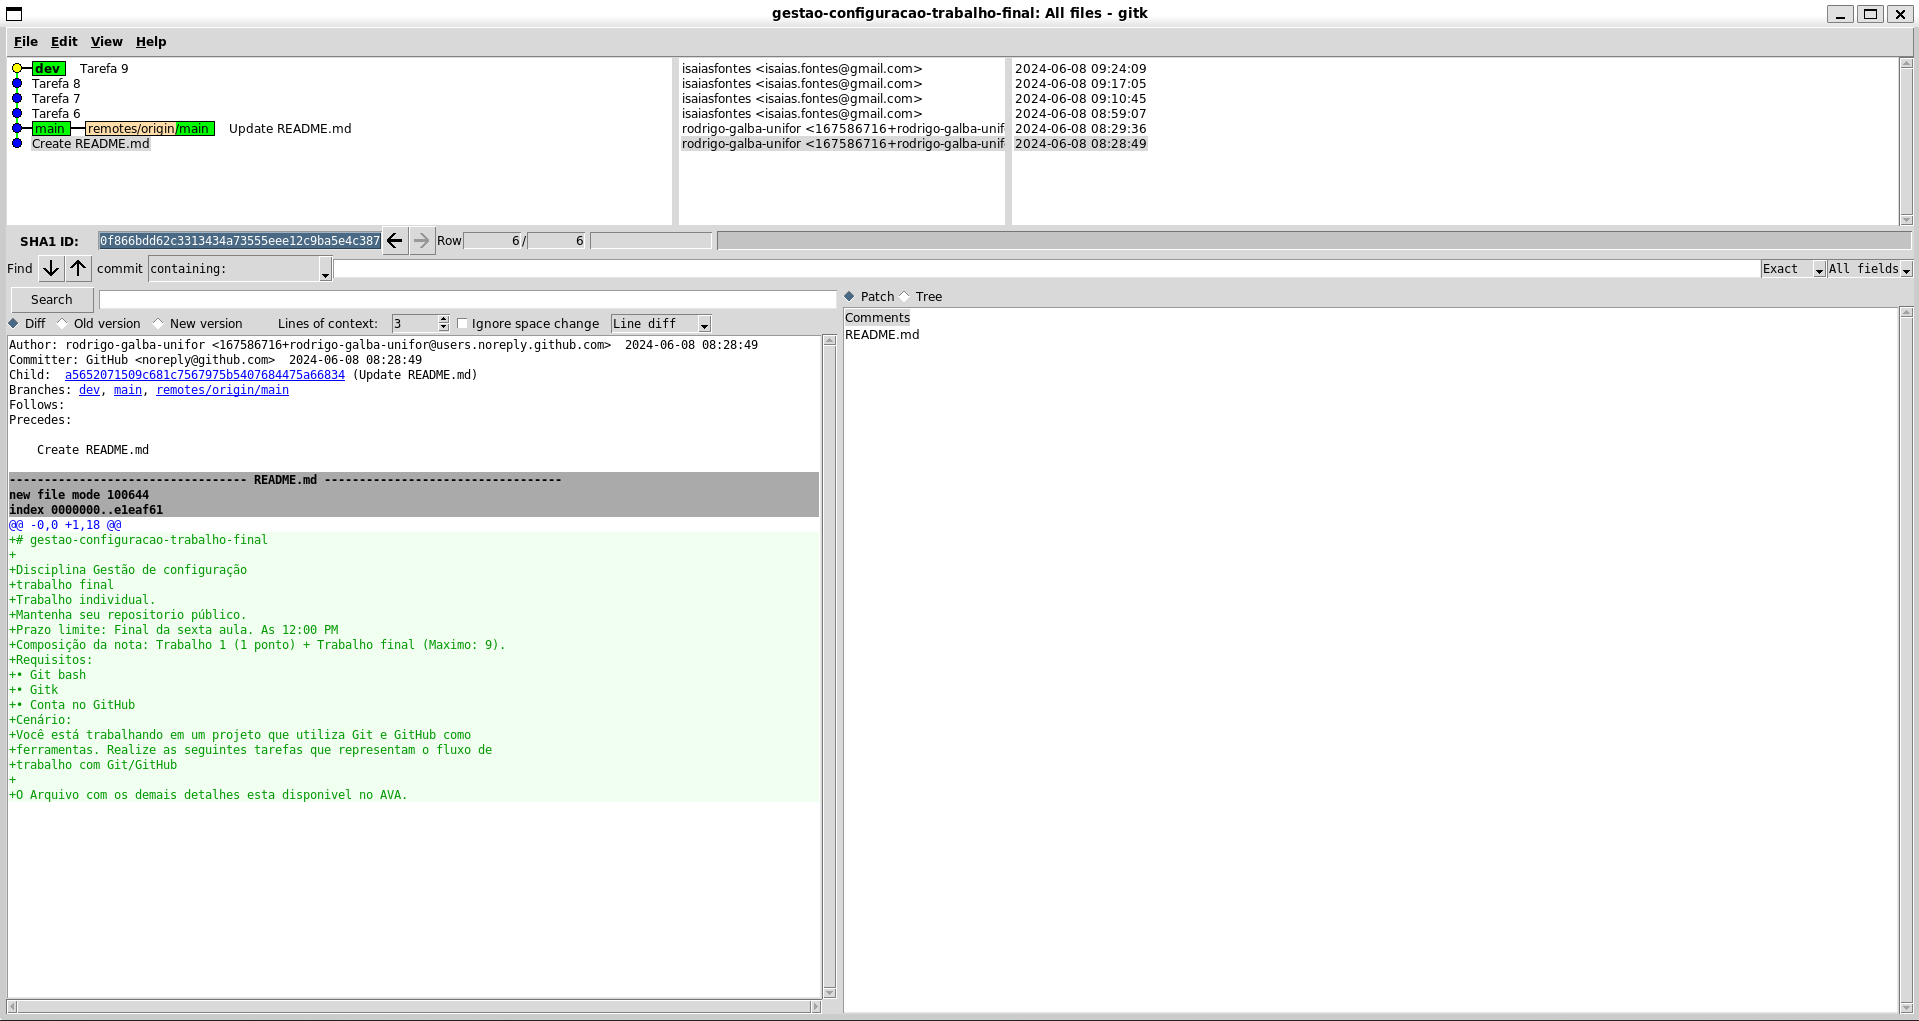 gestao-configuracao-trabalho-final: All files - gitk
File Edit View Help
dev Tarefa 9 isaiasfontes <isaias.fontes@gmail.com> 2024-06-08 09:24:09
Tarefa 8 isaiasfontes <isaias.fontes@gmail.com> 2024-06-08 09:17:05
Tarefa 7 isaiasfontes <isaias.fontes@gmail.com> 2024-06-08 09:10:45
Tarefa 6 isaiasfontes <isaias.fontes@gmail.com> 2024-06-08 08:59:07
main remotes/origin/main Update README.md rodrigo-galba-unifor <167586716+rodrigo-galba-unif 2024-06-08 08:29:36
Create README.md rodrigo-galba-unifor <167586716+rodrigo-galba-unif 2024-06-08 08:28:49
SHA1 ID: 0f866bdd62c3313434a73555eee12c9ba5e4c387 Row 6 / 6
Find commit containing: Exact All fields
Search
Diff Old version New version Lines of context: 3 Ignore space change Line diff
Author: rodrigo-galba-unifor <167586716+rodrigo-galba-unifor@users.noreply.github.com> 2024-06-08 08:28:49
Committer: GitHub <noreply@github.com> 2024-06-08 08:28:49
Child: a5652071509c681c7567975b5407684475a66834 (Update README.md)
Branches: dev, main, remotes/origin/main
Follows:
Precedes:
Create README.md
---------------------------------- README.md ----------------------------------
new file mode 100644
index 0000000..e1eaf61
@@ -0,0 +1,18 @@
+# gestao-configuracao-trabalho-final
+
+Disciplina Gestão de configuração
+trabalho final
+Trabalho individual.
+Mantenha seu repositorio público.
+Prazo limite: Final da sexta aula. As 12:00 PM
+Composição da nota: Trabalho 1 (1 ponto) + Trabalho final (Maximo: 9).
+Requisitos:
+• Git bash
+• Gitk
+• Conta no GitHub
+Cenário:
+Você está trabalhando em um projeto que utiliza Git e GitHub como
+ferramentas. Realize as seguintes tarefas que representam o fluxo de
+trabalho com Git/GitHub
+
+O Arquivo com os demais detalhes esta disponivel no AVA.
Patch Tree
Comments
README.md